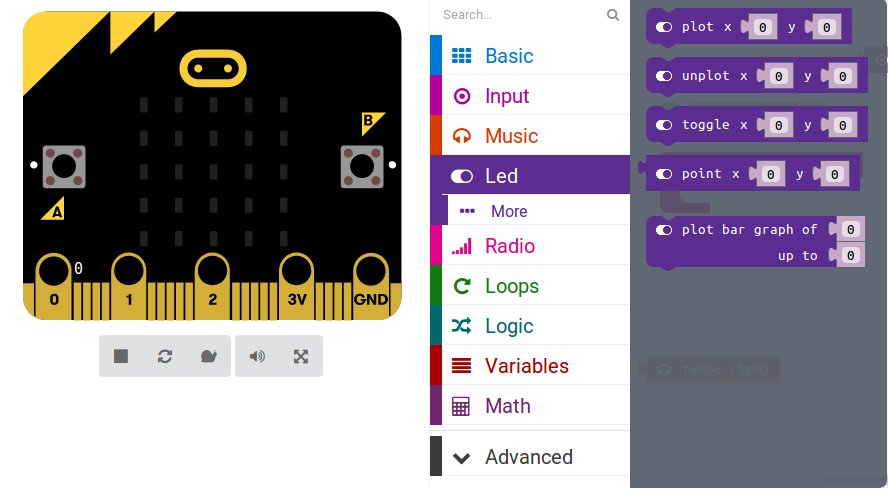 B
A
0
0
1
2
3V
GND
Search...
Basic
Input
Music
Led
More
Radio
Loops
Logic
Variables
Math
Advanced
plot x 0 y 0
unplot x 0 y 0
toggle x 0 y 0
point x 0 y 0
plot bar graph of 0
up to 0
tempo (bpm)